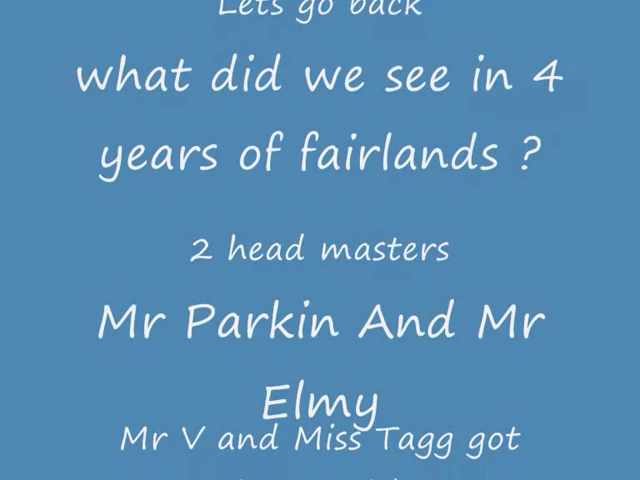 Lets go back
what did we see in 4
years of fairlands ?
2 head masters
Mr Parkin And Mr
Elmy
Mr V and Miss Tagg got